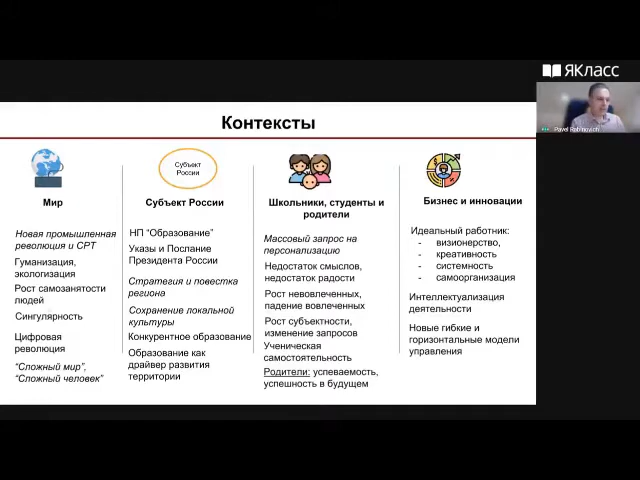 ЯКласс
Pavel Rabinovich
Контексты
Субъект
России
Мир
Новая промышленная
революция и СРТ
Гуманизация,
экологизация
Рост самозанятости
людей
Сингулярность
Цифровая
революция
“Сложный мир”,
“Сложный человек”
Субъект России
НП “Образование”
Указы и Послание
Президента России
Стратегия и повестка
региона
Сохранение локальной
культуры
Конкурентное образование
Образование как
драйвер развития
территории
Школьники, студенты и
родители
Массовый запрос на
персонализацию
Недостаток смыслов,
недостаток радости
Рост невовлеченных,
падение вовлеченных
Рост субъектности,
изменение запросов
Ученическая
самостоятельность
Родители: успеваемость,
успешность в будущем
Бизнес и инновации
Идеальный работник:
- визионерство,
- креативность
- системность
- самоорганизация
Интеллектуализация
деятельности
Новые гибкие и
горизонтальные модели
управления